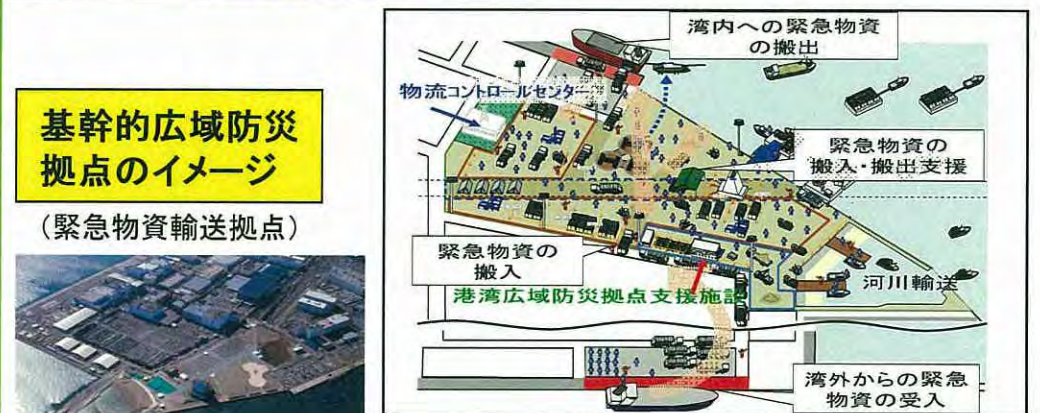 基幹的広域防災
拠点のイメージ
(緊急物資輸送拠点)
湾内への緊急物資
の搬出
物流コントロールセンター
緊急物資の
搬入・搬出支援
緊急物資の
搬入
港湾広域防災拠点支援施設
河川輸送
湾外からの緊急
物資の受入